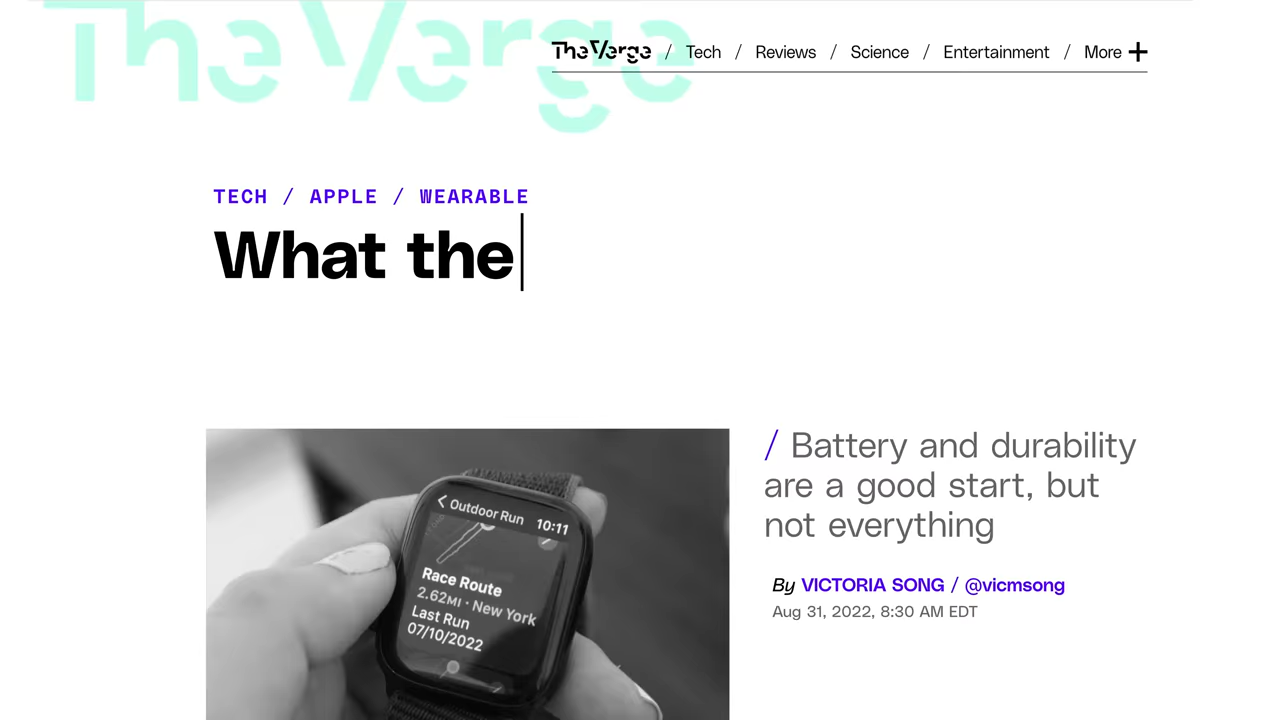 The Verge
The Verge / Tech / Reviews / Science / Entertainment / More +
TECH / APPLE / WEARABLE
What the
/ Battery and durability
are a good start, but
not everything
By VICTORIA SONG / @vicmsong
Aug 31, 2022, 8:30 AM EDT
< Outdoor Run 10:11
Race Route
2.62MI · New York
Last Run
07/10/2022